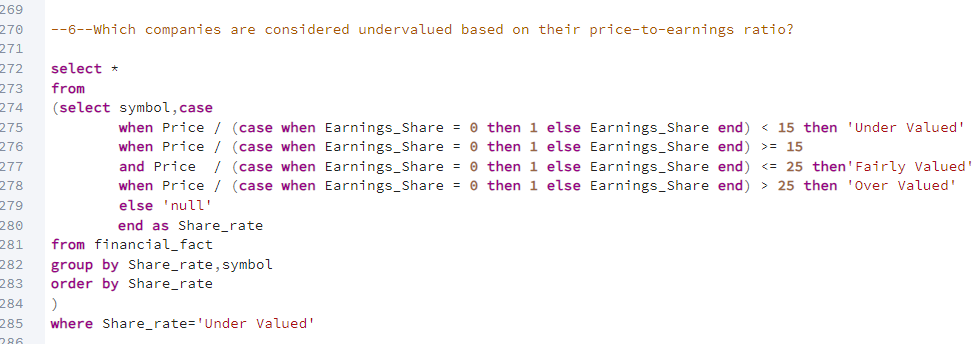 269
270 --6--Which companies are considered undervalued based on their price-to-earnings ratio?
271
272 select *
273 from
274 (select symbol,case
275 when Price / (case when Earnings_Share = 0 then 1 else Earnings_Share end) < 15 then 'Under Valued'
276 when Price / (case when Earnings_Share = 0 then 1 else Earnings_Share end) >= 15
277 and Price  / (case when Earnings_Share = 0 then 1 else Earnings_Share end) <= 25 then'Fairly Valued'
278 when Price / (case when Earnings_Share = 0 then 1 else Earnings_Share end) > 25 then 'Over Valued'
279 else 'null'
280 end as Share_rate
281 from financial_fact
282 group by Share_rate,symbol
283 order by Share_rate
284 )
285 where Share_rate='Under Valued'
286